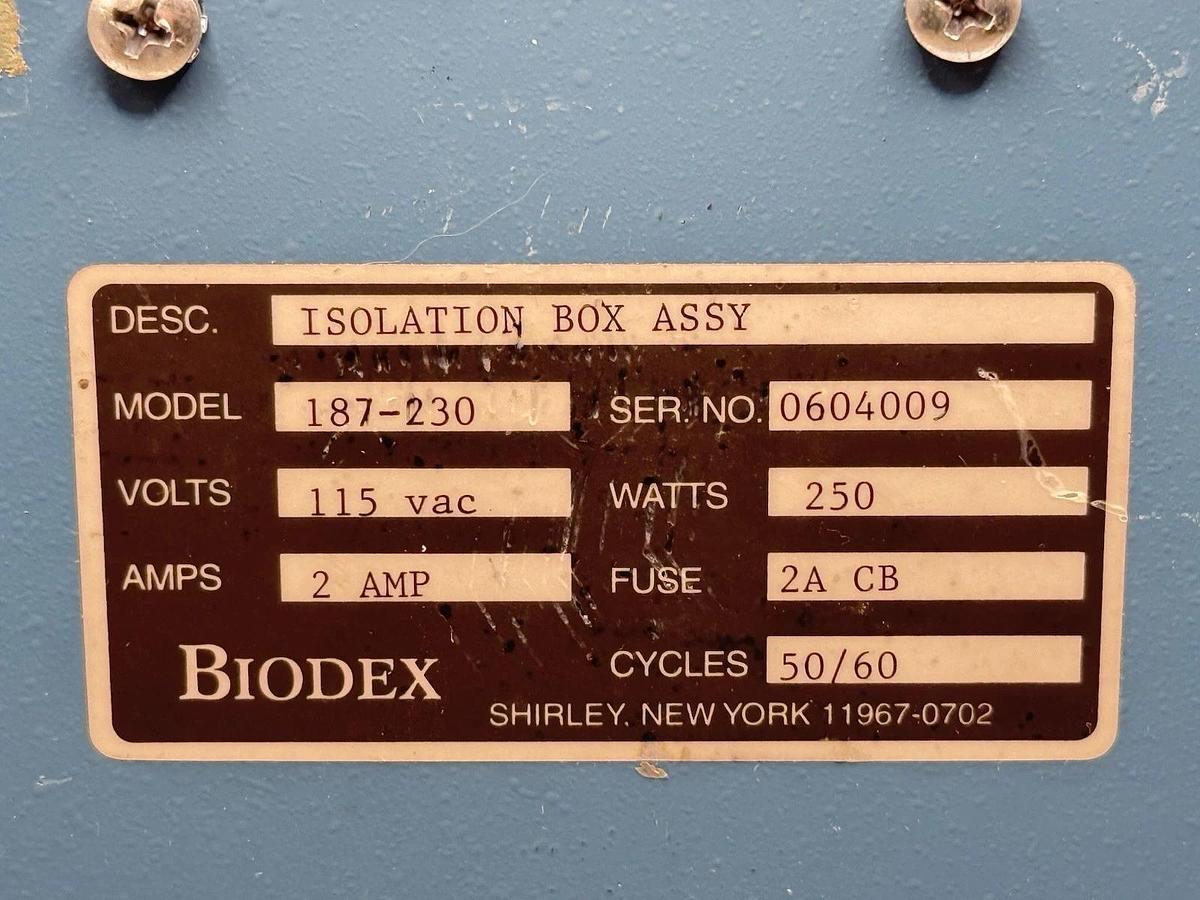 DESC. ISOLATION BOX ASSY
MODEL 187-230 SER. NO. 0604009
VOLTS 115 vac WATTS 250
AMPS 2 AMP FUSE 2A CB
CYCLES 50/60
BIODEX
SHIRLEY, NEW YORK 11967-0702